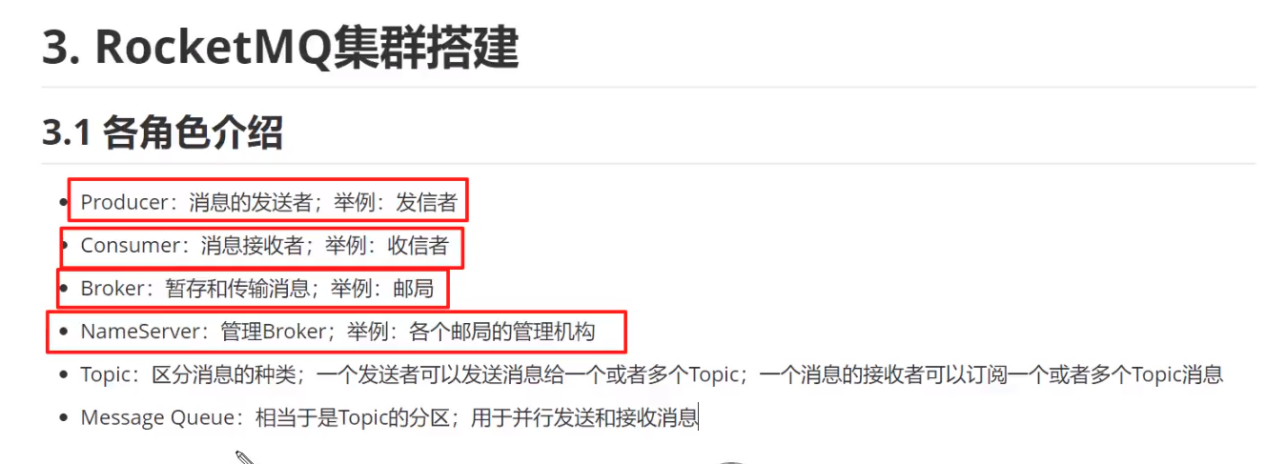 3. RocketMQ集群搭建
3.1 各角色介绍
Producer：消息的发送者；举例：发信者
Consumer：消息接收者；举例：收信者
Broker：暂存和传输消息；举例：邮局
NameServer：管理Broker；举例：各个邮局的管理机构
Topic：区分消息的种类；一个发送者可以发送消息给一个或者多个Topic；一个消息的接收者可以订阅一个或者多个Topic消息
Message Queue：相当于是Topic的分区；用于并行发送和接收消息